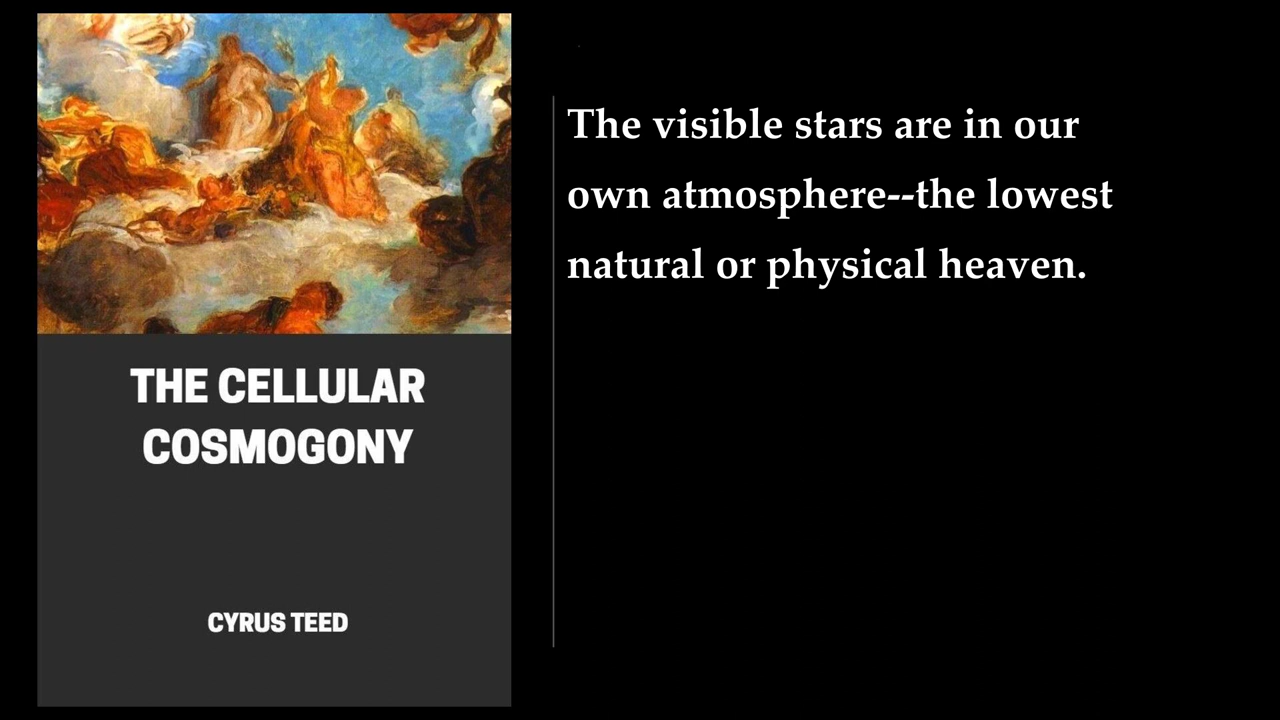 THE CELLULAR
COSMOGONY
CYRUS TEED
The visible stars are in our
own atmosphere--the lowest
natural or physical heaven.